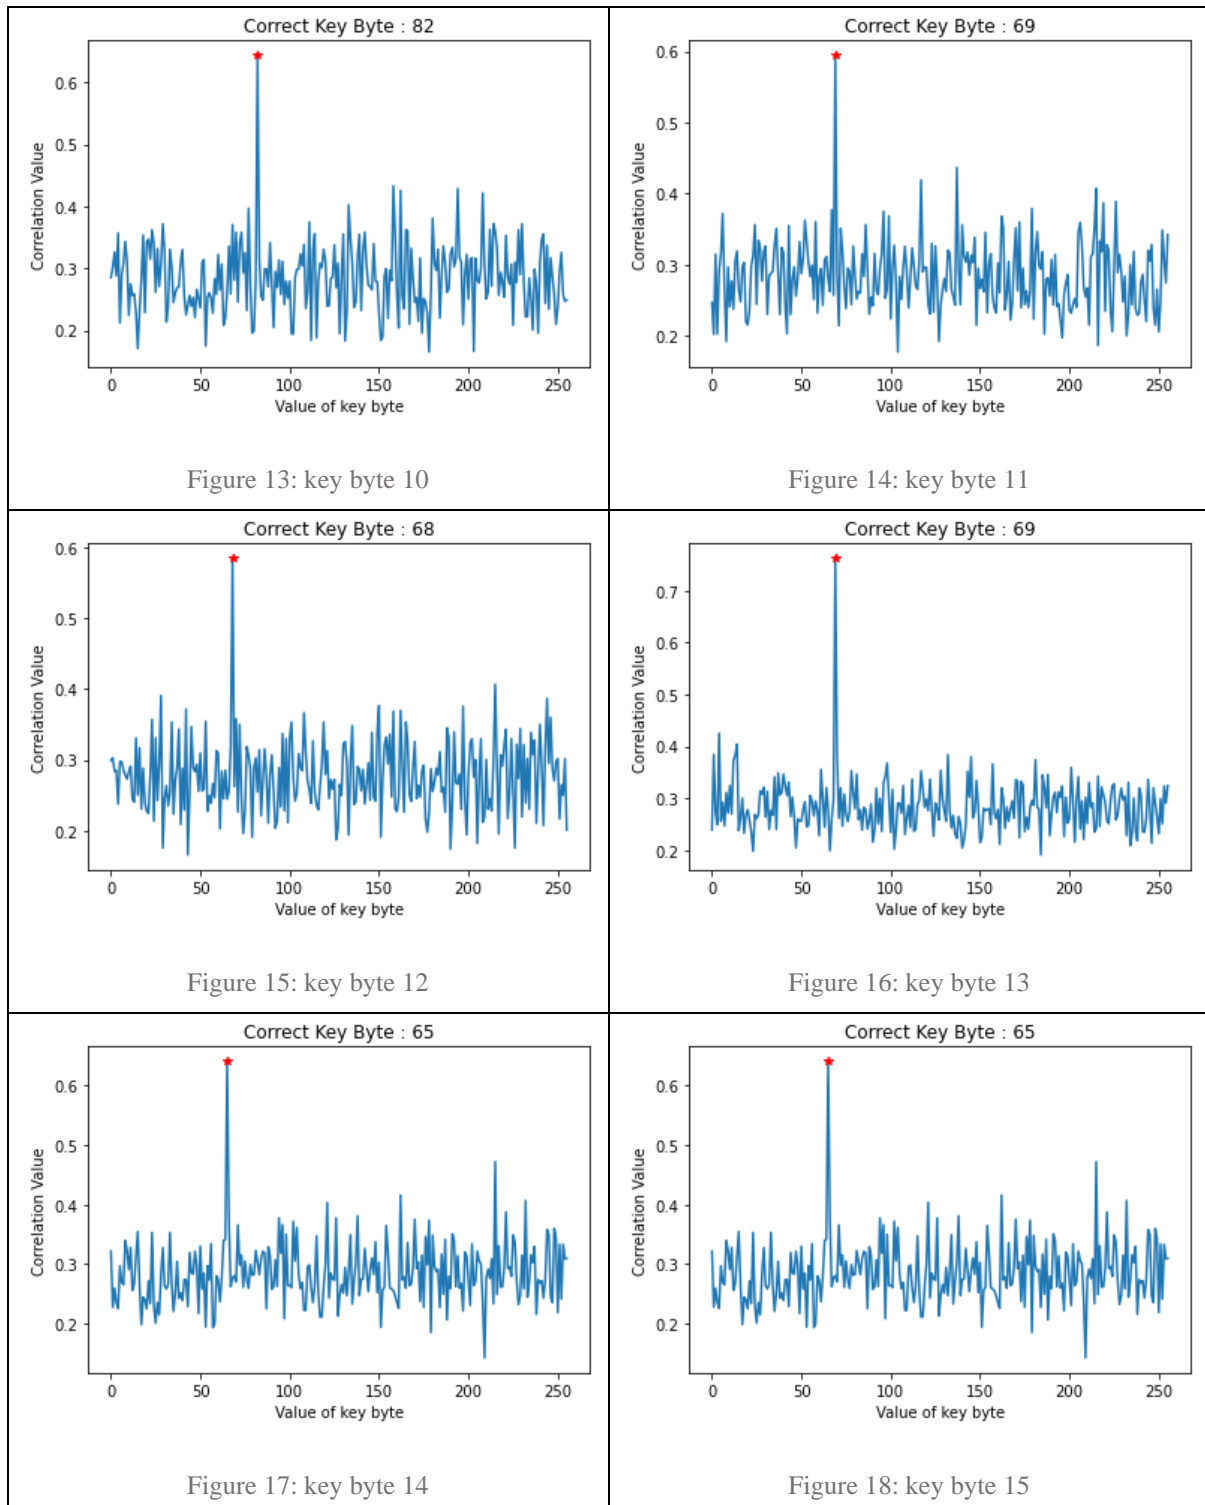 Correct Key Byte : 82
Correlation Value
0.6
0.5
0.4
0.3
0.2
0 50 100 150 200 250
Value of key byte
Figure 13: key byte 10
Correct Key Byte : 69
Correlation Value
0.6
0.5
0.4
0.3
0.2
0 50 100 150 200 250
Value of key byte
Figure 14: key byte 11
Correct Key Byte : 68
Correlation Value
0.6
0.5
0.4
0.3
0.2
0 50 100 150 200 250
Value of key byte
Figure 15: key byte 12
Correct Key Byte : 69
Correlation Value
0.7
0.6
0.5
0.4
0.3
0.2
0 50 100 150 200 250
Value of key byte
Figure 16: key byte 13
Correct Key Byte : 65
Correlation Value
0.6
0.5
0.4
0.3
0.2
0 50 100 150 200 250
Value of key byte
Figure 17: key byte 14
Correct Key Byte : 65
Correlation Value
0.6
0.5
0.4
0.3
0.2
0 50 100 150 200 250
Value of key byte
Figure 18: key byte 15